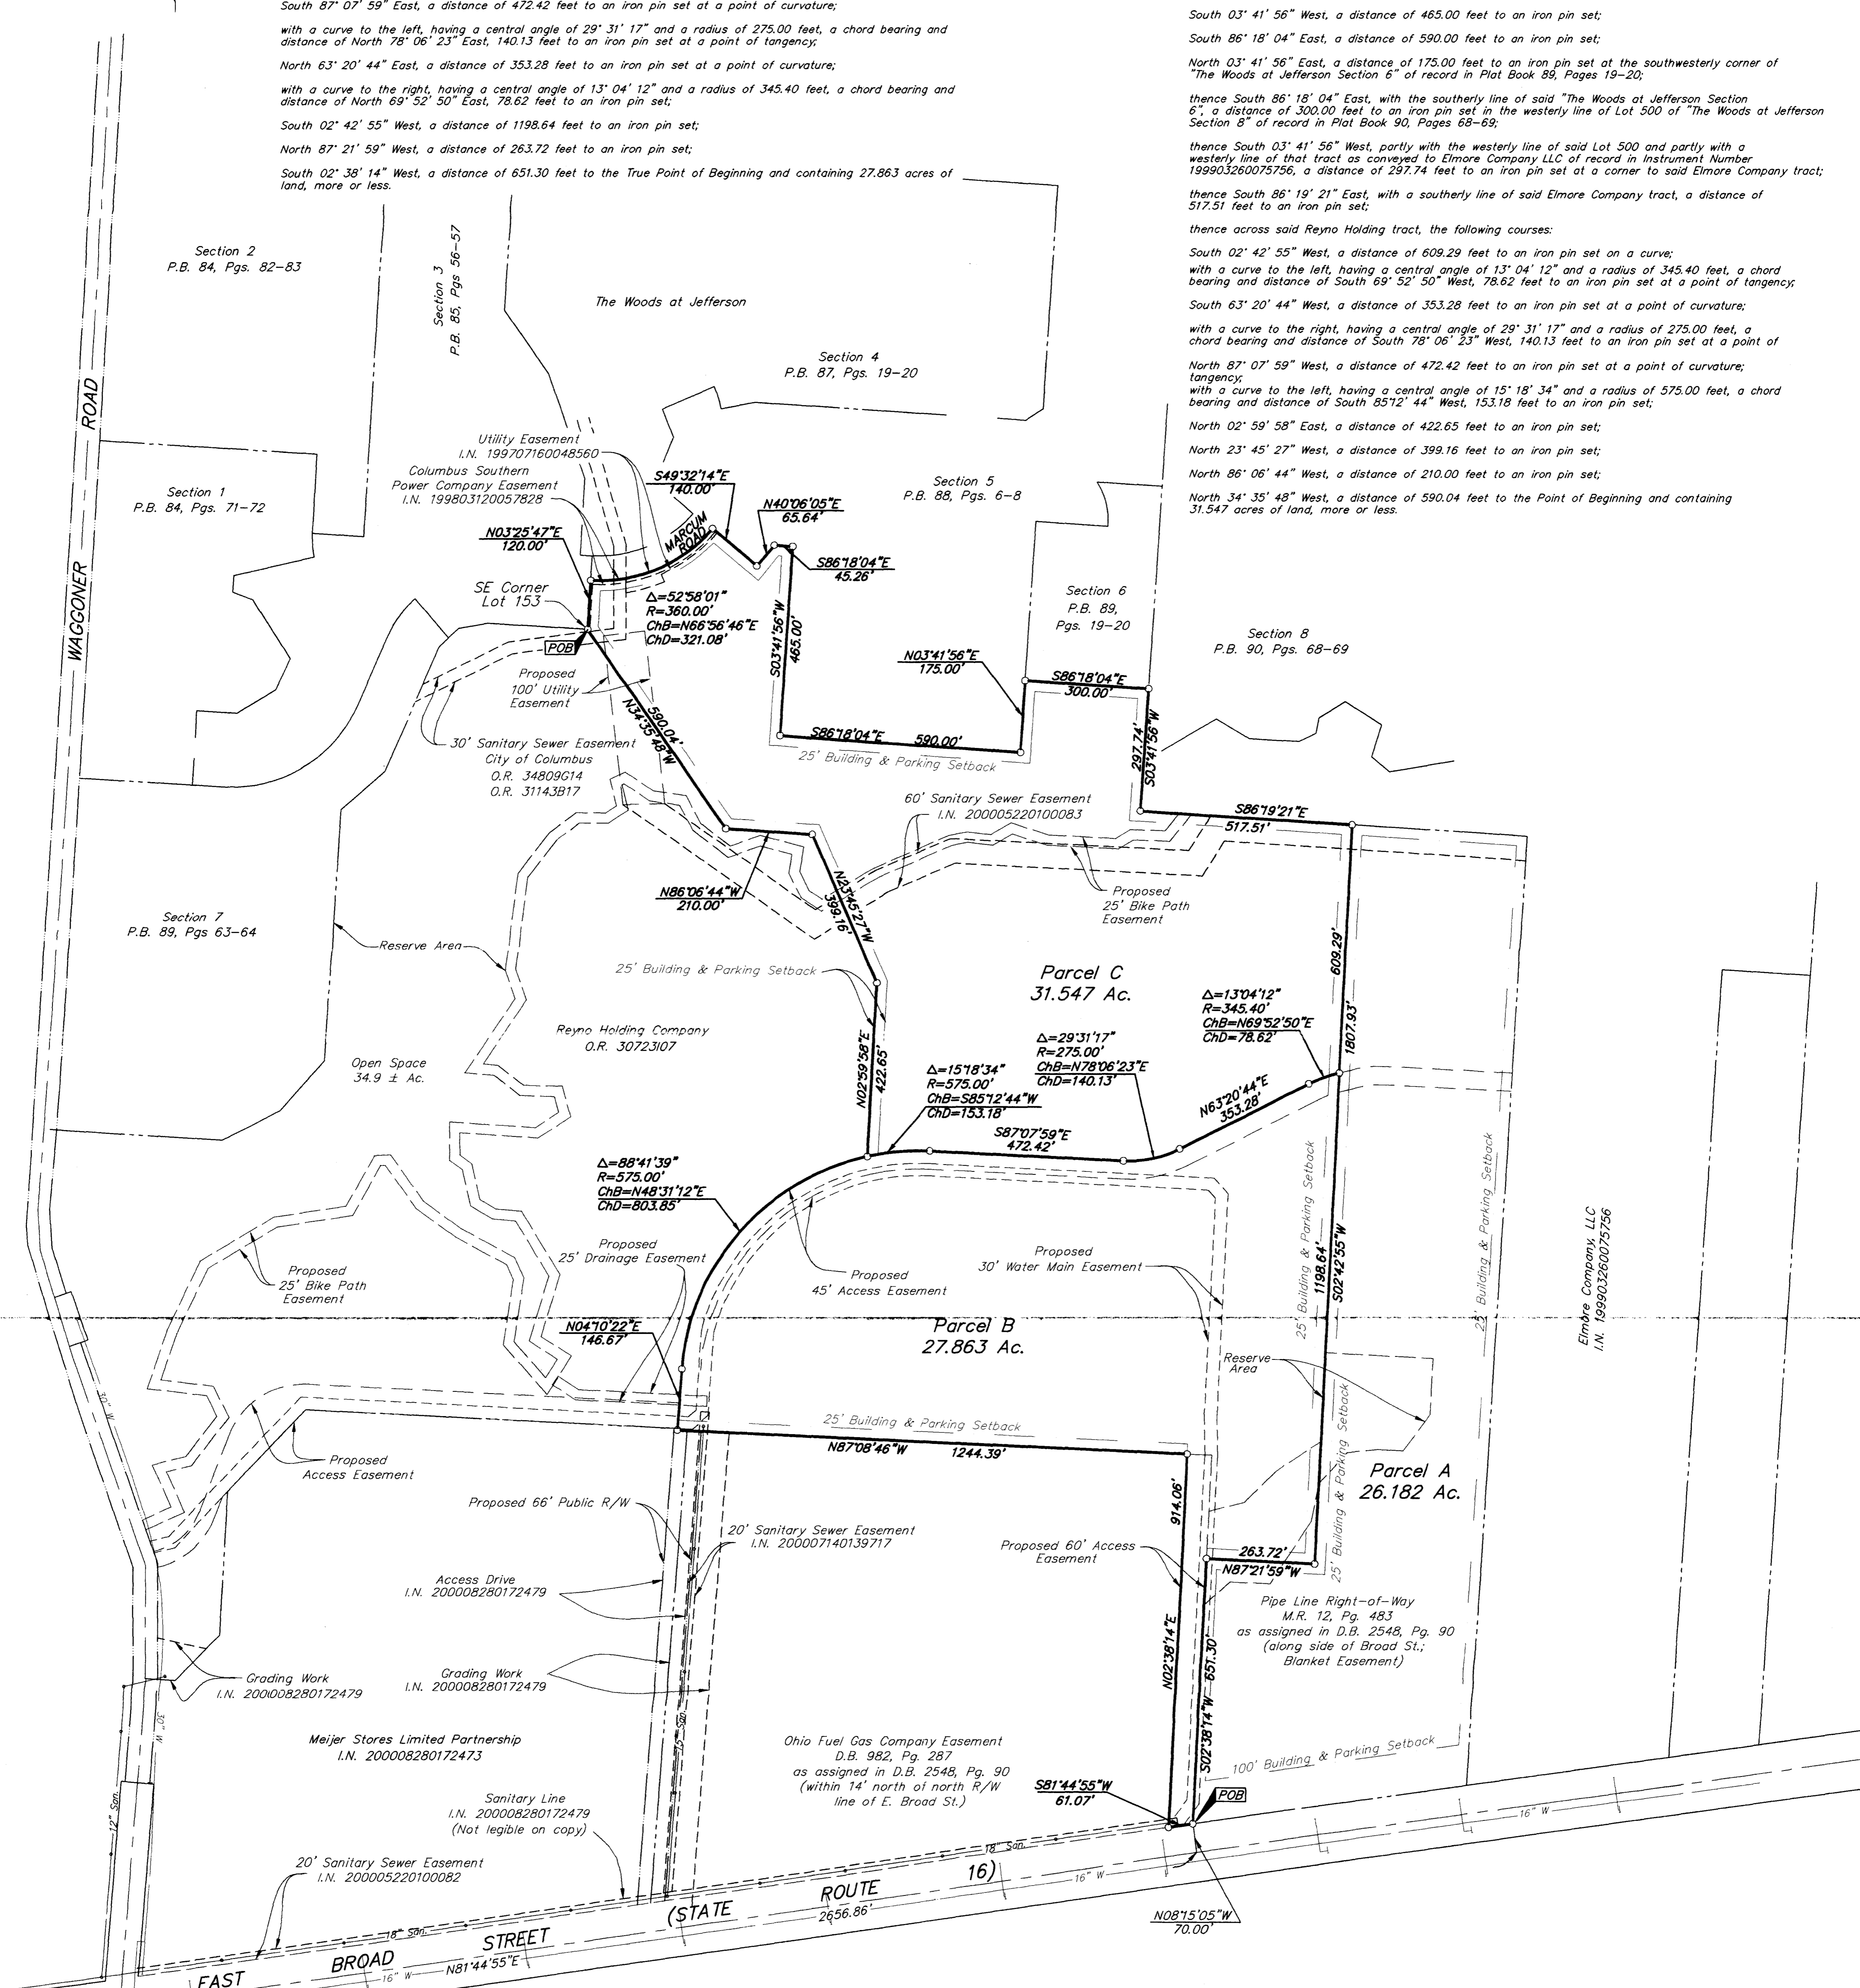 South 87° 07' 59" East, a distance of 472.42 feet to an iron pin set at a point of curvature;
with a curve to the left, having a central angle of 29° 31' 17" and a radius of 275.00 feet, a chord bearing and
distance of North 78° 06' 23" East, 140.13 feet to an iron pin set at a point of tangency;
North 63° 20' 44" East, a distance of 353.28 feet to an iron pin set at a point of curvature;
with a curve to the right, having a central angle of 13° 04' 12" and a radius of 345.40 feet, a chord bearing and
distance of North 69° 52' 50" East, 78.62 feet to an iron pin set;
South 02° 42' 55" West, a distance of 1198.64 feet to an iron pin set;
North 87° 21' 59" West, a distance of 263.72 feet to an iron pin set;
South 02° 38' 14" West, a distance of 651.30 feet to the True Point of Beginning and containing 27.863 acres of
land, more or less.
South 03° 41' 56" West, a distance of 465.00 feet to an iron pin set;
South 86° 18' 04" East, a distance of 590.00 feet to an iron pin set;
North 03° 41' 56" East, a distance of 175.00 feet to an iron pin set at the southwesterly corner of
"The Woods at Jefferson Section 6" of record in Plat Book 89, Pages 19-20;
thence South 86° 18' 04" East, with the southerly line of said "The Woods at Jefferson Section
6", a distance of 300.00 feet to an iron pin set in the westerly line of Lot 500 of "The Woods at Jefferson
Section 8" of record in Plat Book 90, Pages 68-69;
thence South 03° 41' 56" West, partly with the westerly line of said Lot 500 and partly with a
westerly line of that tract as conveyed to Elmore Company LLC of record in Instrument Number
199903260075756, a distance of 297.74 feet to an iron pin set at a corner to said Elmore Company tract;
thence South 86° 19' 21" East, with a southerly line of said Elmore Company tract, a distance of
517.51 feet to an iron pin set;
thence across said Reyno Holding tract, the following courses:
South 02° 42' 55" West, a distance of 609.29 feet to an iron pin set on a curve;
with a curve to the left, having a central angle of 13° 04' 12" and a radius of 345.40 feet, a chord
bearing and distance of South 69° 52' 50" West, 78.62 feet to an iron pin set at a point of tangency;
South 63° 20' 44" West, a distance of 353.28 feet to an iron pin set at a point of curvature;
with a curve to the right, having a central angle of 29° 31' 17" and a radius of 275.00 feet, a
chord bearing and distance of South 78° 06' 23" West, 140.13 feet to an iron pin set at a point of
North 87° 07' 59" West, a distance of 472.42 feet to an iron pin set at a point of curvature;
tangency;
with a curve to the left, having a central angle of 15° 18' 34" and a radius of 575.00 feet, a chord
bearing and distance of South 85°12' 44" West, 153.18 feet to an iron pin set;
North 02° 59' 58" East, a distance of 422.65 feet to an iron pin set;
North 23° 45' 27" West, a distance of 399.16 feet to an iron pin set;
North 86° 06' 44" West, a distance of 210.00 feet to an iron pin set;
North 34° 35' 48" West, a distance of 590.04 feet to the Point of Beginning and containing
31.547 acres of land, more or less.
Section 2
P.B. 84, Pgs. 82-83
Section 3
P.B. 85, Pgs 56-57
The Woods at Jefferson
Section 4
P.B. 87, Pgs. 19-20
WAGGONER ROAD
Utility Easement
I.N. 199707160048560
Columbus Southern
Power Company Easement
I.N. 199803120057828
Section 1
P.B. 84, Pgs. 71-72
S49°32'14"E
140.00'
N40°06'05"E
65.64'
Section 5
P.B. 88, Pgs. 6-8
MARCUM
ROAD
N03°25'47"E
120.00'
S86°18'04"E
45.26'
SE Corner
Lot 153
POB
Δ=52°58'01"
R=360.00'
ChB=N66°56'46"E
ChD=321.08'
S03°41'56"W
465.00'
Section 6
P.B. 89,
Pgs. 19-20
Section 8
P.B. 90, Pgs. 68-69
N03°41'56"E
175.00'
S86°18'04"E
300.00'
Proposed
100' Utility
Easement
590.04'
N34°35'48"W
S86°18'04"E 590.00'
25' Building & Parking Setback
297.74'
S03°41'56"W
30' Sanitary Sewer Easement
City of Columbus
O.R. 34809G14
O.R. 31143B17
60' Sanitary Sewer Easement
I.N. 200005220100083
S86°19'21"E
517.51'
N86°06'44"W
210.00'
N23°45'27"W
399.16'
Proposed
25' Bike Path
Easement
Section 7
P.B. 89, Pgs 63-64
Reserve Area
25' Building & Parking Setback
Parcel C
31.547 Ac.
609.29'
1807.93'
Δ=13°04'12"
R=345.40'
ChB=N69°52'50"E
ChD=78.62'
Reyno Holding Company
O.R. 30723I07
Open Space
34.9 ± Ac.
N02°59'58"E
422.65'
Δ=29°31'17"
R=275.00'
ChB=N78°06'23"E
ChD=140.13'
Δ=15°18'34"
R=575.00'
ChB=S85°12'44"W
ChD=153.18'
N63°20'44"E
353.28'
S87°07'59"E
472.42'
Δ=88°41'39"
R=575.00'
ChB=N48°31'12"E
ChD=803.85'
25' Building & Parking Setback
25' Building & Parking Setback
Proposed
25' Drainage Easement
Proposed
30' Water Main Easement
Proposed
45' Access Easement
Proposed
25' Bike Path
Easement
1198.64'
S02°42'55"W
Elmore Company, LLC
I.N. 199903260075756
N04°10'22"E
146.67'
Parcel B
27.863 Ac.
Reserve
Area
30" W
25' Building & Parking Setback
N87°08'46"W 1244.39'
25' Building & Parking Setback
Proposed
Access Easement
Parcel A
26.182 Ac.
Proposed 66' Public R/W
20' Sanitary Sewer Easement
I.N. 200007140139717
914.06'
N02°38'14"E
Proposed 60' Access
Easement
263.72'
N87°21'59"W
Access Drive
I.N. 200008280172479
Pipe Line Right-of-Way
M.R. 12, Pg. 483
as assigned in D.B. 2548, Pg. 90
(along side of Broad St.;
Blanket Easement)
S02°38'14"W 651.30'
Grading Work
I.N. 200008280172479
Grading Work
I.N. 200008280172479
30" W
15" San.
Meijer Stores Limited Partnership
I.N. 200008280172473
Ohio Fuel Gas Company Easement
D.B. 982, Pg. 287
as assigned in D.B. 2548, Pg. 90
(within 14' north of north R/W
line of E. Broad St.)
100' Building & Parking Setback
S81°44'55"W
61.07'
POB
12" San.
Sanitary Line
I.N. 200008280172479
(Not legible on copy)
16" W
18" San.
20' Sanitary Sewer Easement
I.N. 200005220100082
16" W
N08°15'05"W
70.00'
18" San.
EAST BROAD STREET (STATE ROUTE 16)
2656.86'
16" W
N81°44'55"E